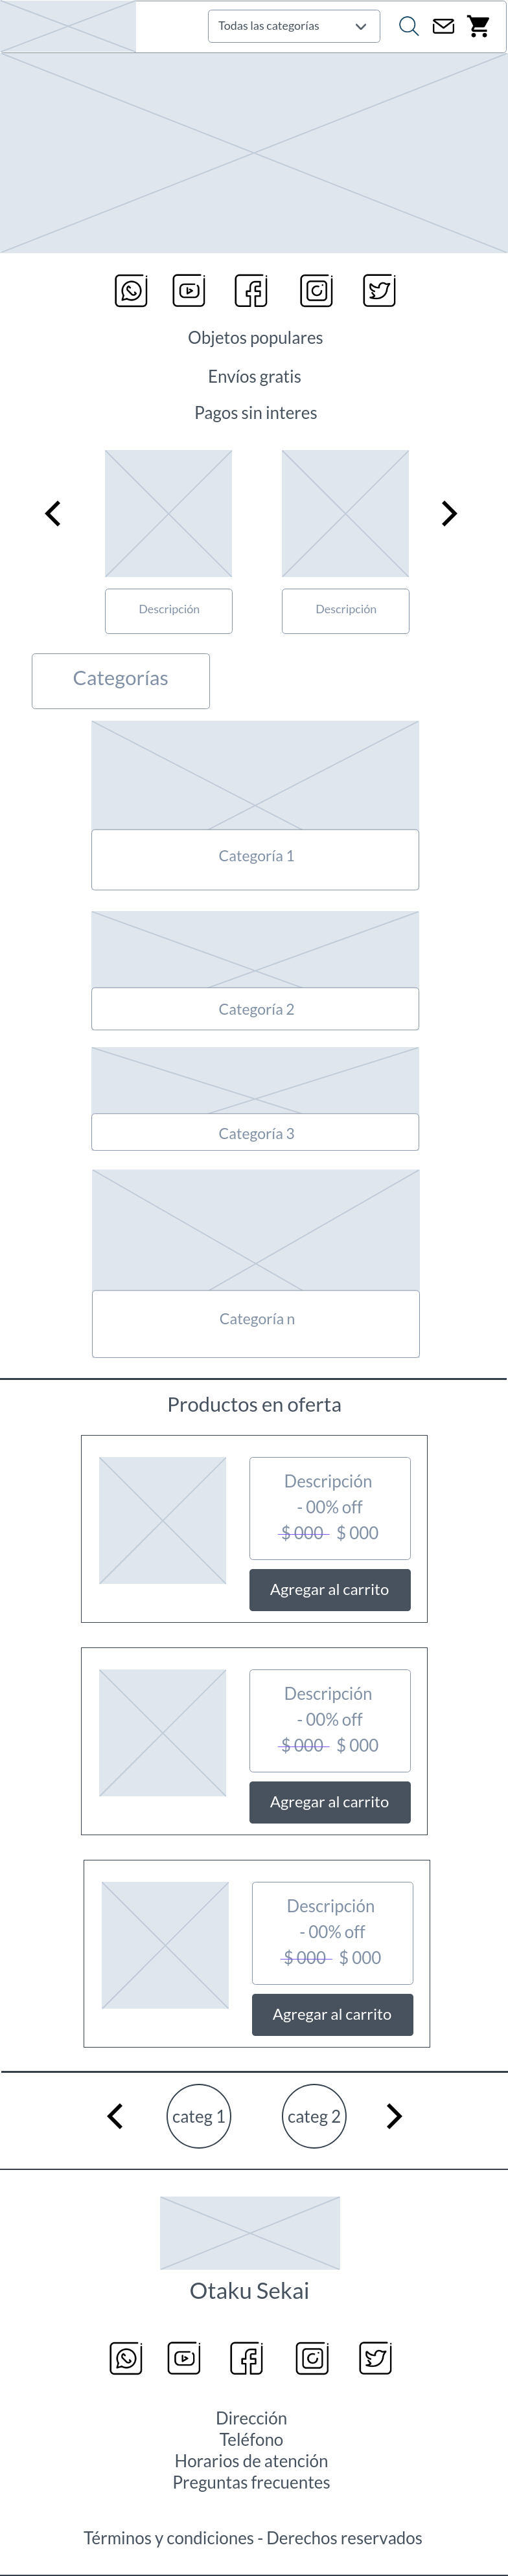 Todas las categorías
Objetos populares
Envíos gratis
Pagos sin interes
Descripción
Descripción
Categorías
Categoría 1
Categoría 2
Categoría 3
Categoría n
Productos en oferta
Descripción
- 00% off
$ 000 $ 000
Agregar al carrito
Descripción
- 00% off
$ 000 $ 000
Agregar al carrito
Descripción
- 00% off
$ 000 $ 000
Agregar al carrito
categ 1
categ 2
Otaku Sekai
Dirección
Teléfono
Horarios de atención
Preguntas frecuentes
Términos y condiciones - Derechos reservados